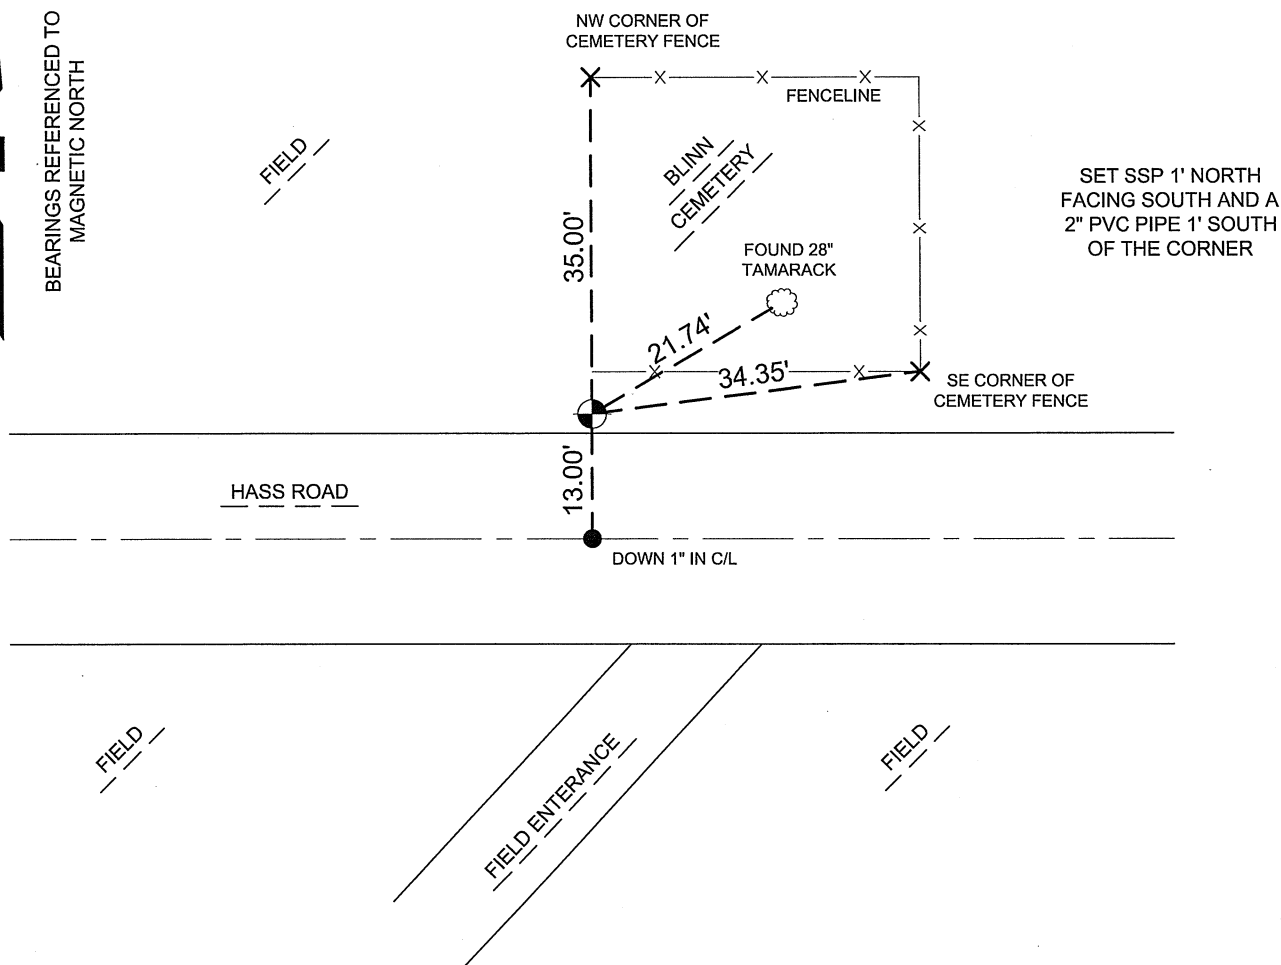 BEARINGS REFERENCED TO
MAGNETIC NORTH
NW CORNER OF
CEMETERY FENCE
FENCELINE
FIELD
BLINN
CEMETERY
SET SSP 1' NORTH
FACING SOUTH AND A
2" PVC PIPE 1' SOUTH
OF THE CORNER
35.00'
FOUND 28"
TAMARACK
21.74'
34.35'
SE CORNER OF
CEMETERY FENCE
13.00'
HASS ROAD
DOWN 1" IN C/L
FIELD
FIELD ENTERANCE
FIELD